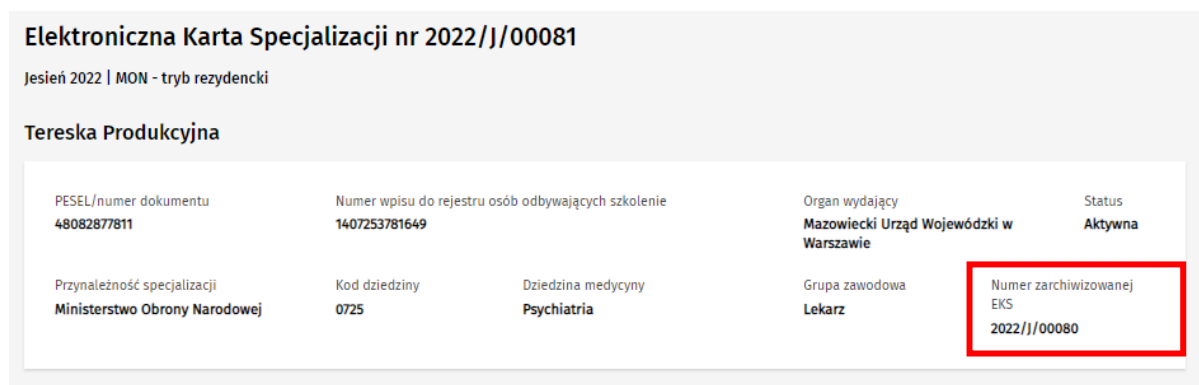 Elektroniczna Karta Specjalizacji nr 2022/J/00081
Jesień 2022 | MON - tryb rezydencki
Tereska Produkcyjna
PESEL/numer dokumentu
48082877811
Numer wpisu do rejestru osób odbywających szkolenie
1407253781649
Organ wydający
Mazowiecki Urząd Wojewódzki w
Warszawie
Status
Aktywna
Przynależność specjalizacji
Ministerstwo Obrony Narodowej
Kod dziedziny
0725
Dziedzina medycyny
Psychiatria
Grupa zawodowa
Lekarz
Numer zarchiwizowanej
EKS
2022/J/00080